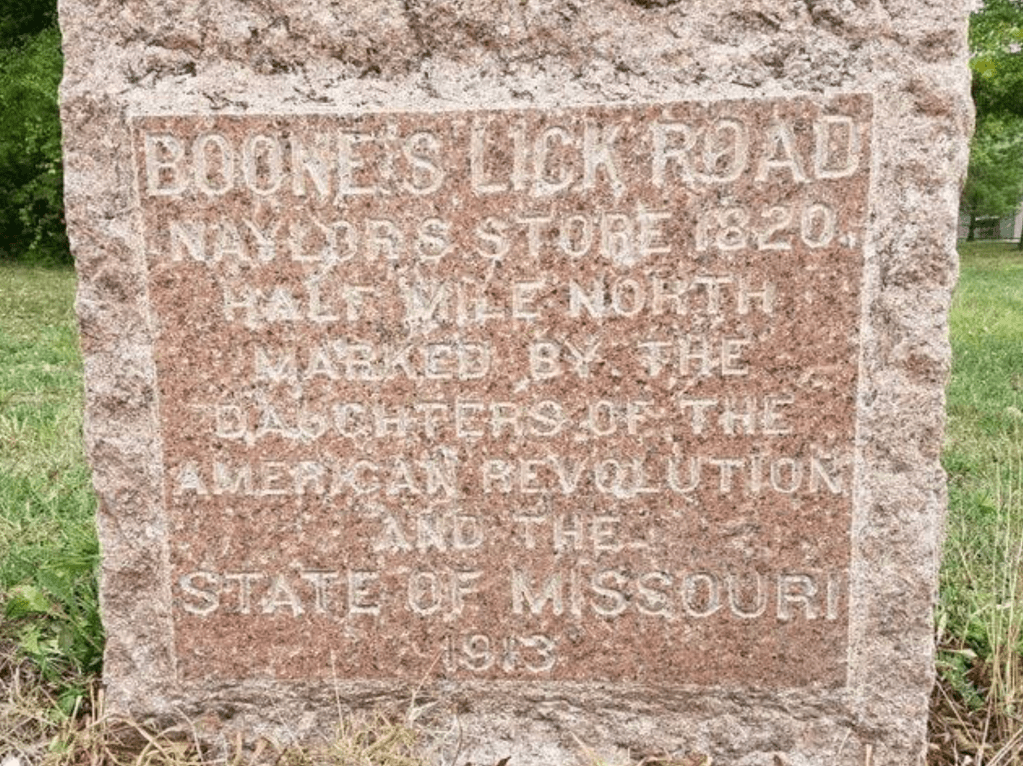 BOONE'S LICK ROAD
NAYLORS STORE 1820.
HALF MILE NORTH
MARKED BY THE
DAUGHTERS OF THE
AMERICAN REVOLUTION
AND THE
STATE OF MISSOURI
1913